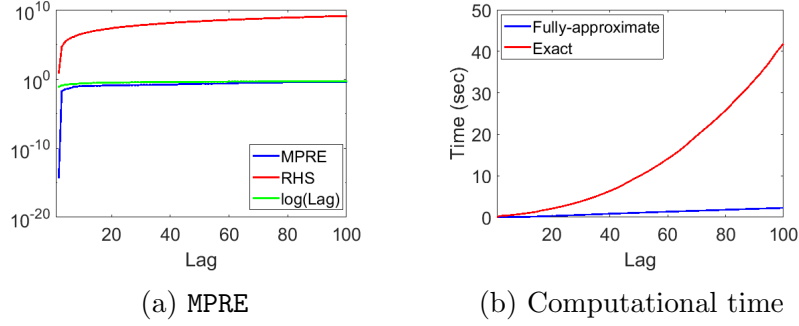 10^10
10^0
10^-10
10^-20
MPRE
RHS
log(Lag)
20 40 60 80 100
Lag
(a) MPRE
50
40
30
20
10
0
Time (sec)
Fully-approximate
Exact
0 20 40 60 80 100
Lag
(b) Computational time